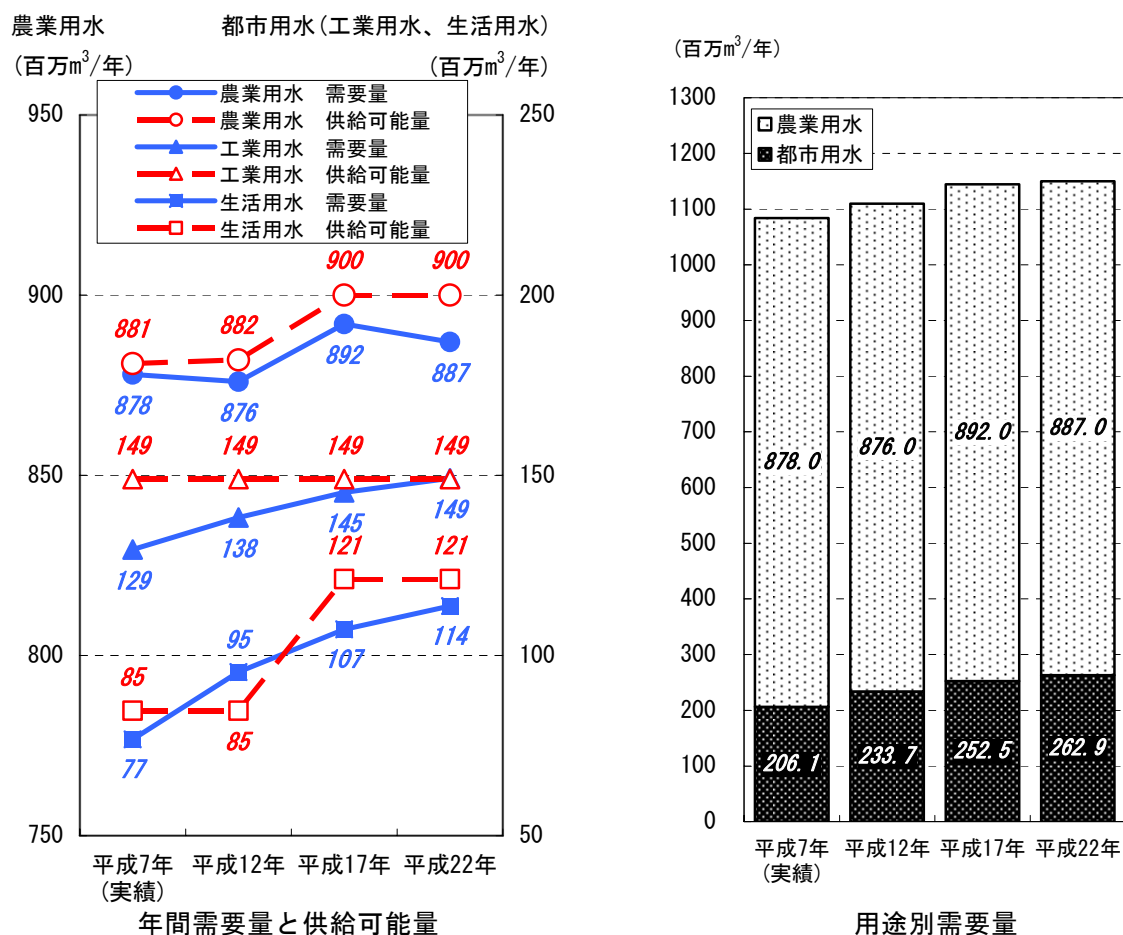 農業用水 都市用水(工業用水、生活用水)
(百万m³/年) (百万m³/年)
農業用水 需要量
農業用水 供給可能量
工業用水 需要量
工業用水 供給可能量
生活用水 需要量
生活用水 供給可能量
950 250
900 900
900 200
881 882
892 887
878 876
149 149 149 149
850 150
145 149
138
129
121 121
95 114
107
800 100
85
85
77
750 50
平成7年 平成12年 平成17年 平成22年
(実績)
年間需要量と供給可能量
(百万m³/年)
1300
農業用水
都市用水
1200
1100
1000
900
800
700
878.0 876.0 892.0 887.0
600
500
400
300
200
206.1 233.7 252.5 262.9
100
0
平成7年 平成12年 平成17年 平成22年
(実績)
用途別需要量